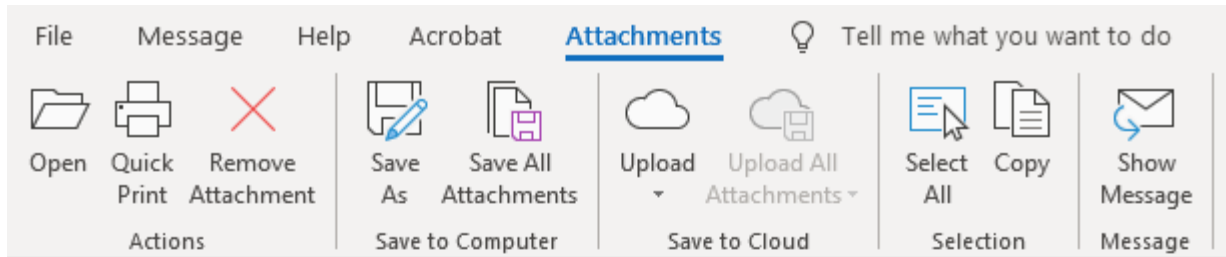 File Message Help Acrobat Attachments Tell me what you want to do
Open Quick Remove Save Save All Upload Upload All Select Copy Show
Print Attachment As Attachments Attachments All Message
Actions Save to Computer Save to Cloud Selection Message